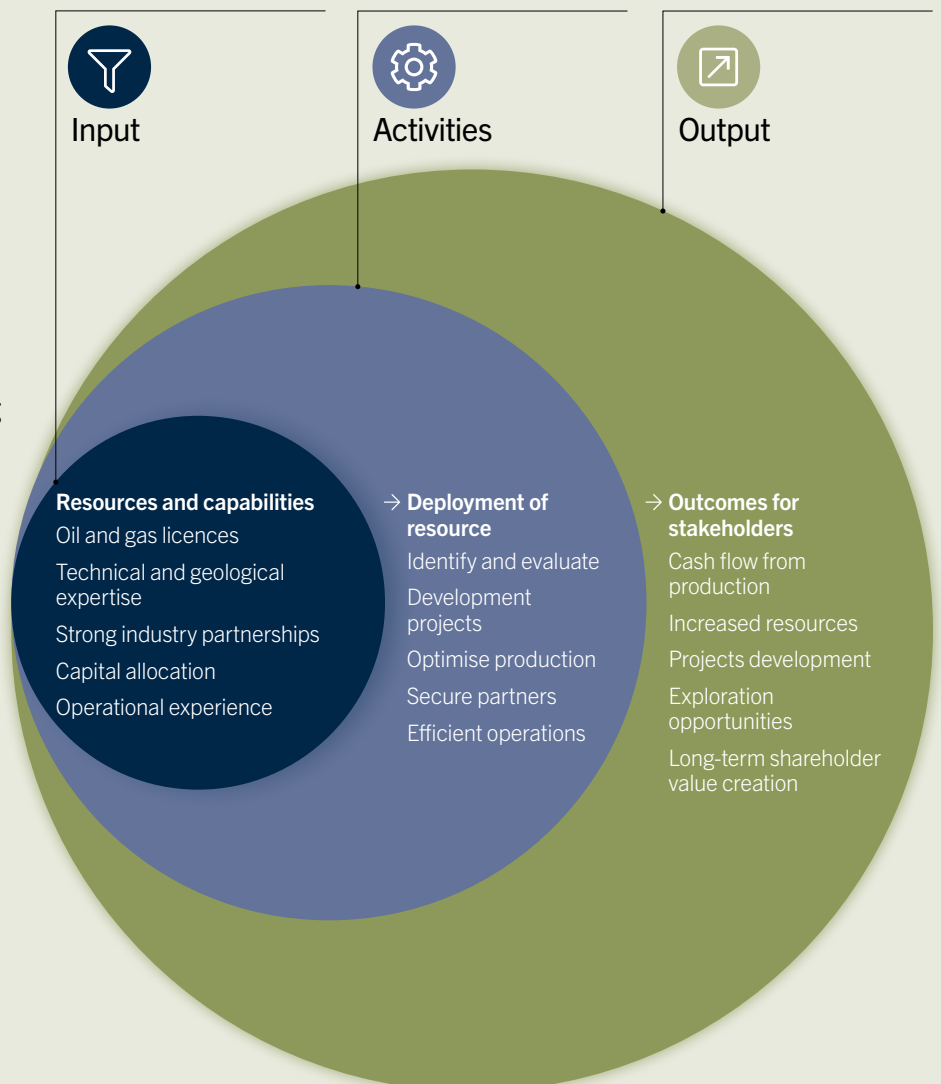 Input
Activities
Output
Resources and capabilities
Oil and gas licences
Technical and geological
expertise
Strong industry partnerships
Capital allocation
Operational experience
→ Deployment of
resource
Identify and evaluate
Development
projects
Optimise production
Secure partners
Efficient operations
→ Outcomes for
stakeholders
Cash flow from
production
Increased resources
Projects development
Exploration
opportunities
Long-term shareholder
value creation